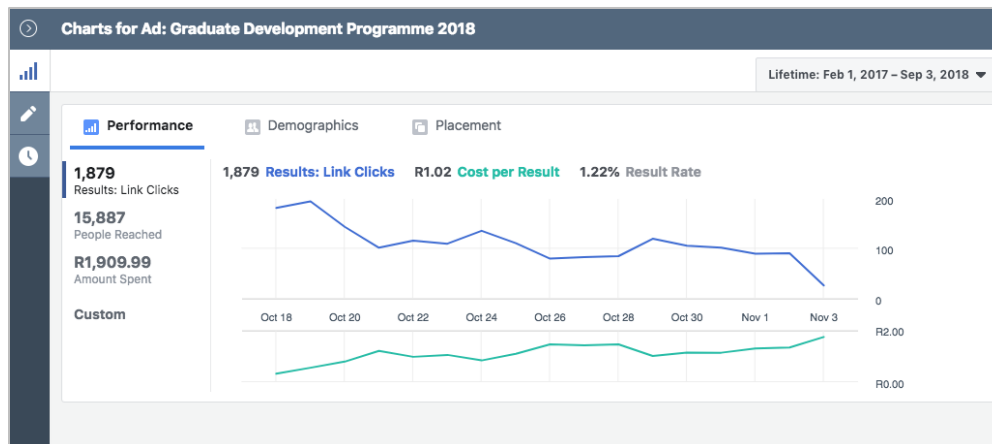 Charts for Ad: Graduate Development Programme 2018
Lifetime: Feb 1, 2017 – Sep 3, 2018
Performance Demographics Placement
1,879
Results: Link Clicks
15,887
People Reached
R1,909.99
Amount Spent
Custom
1,879 Results: Link Clicks R1.02 Cost per Result 1.22% Result Rate
200
100
0
Oct 18 Oct 20 Oct 22 Oct 24 Oct 26 Oct 28 Oct 30 Nov 1 Nov 3
R2.00
R0.00